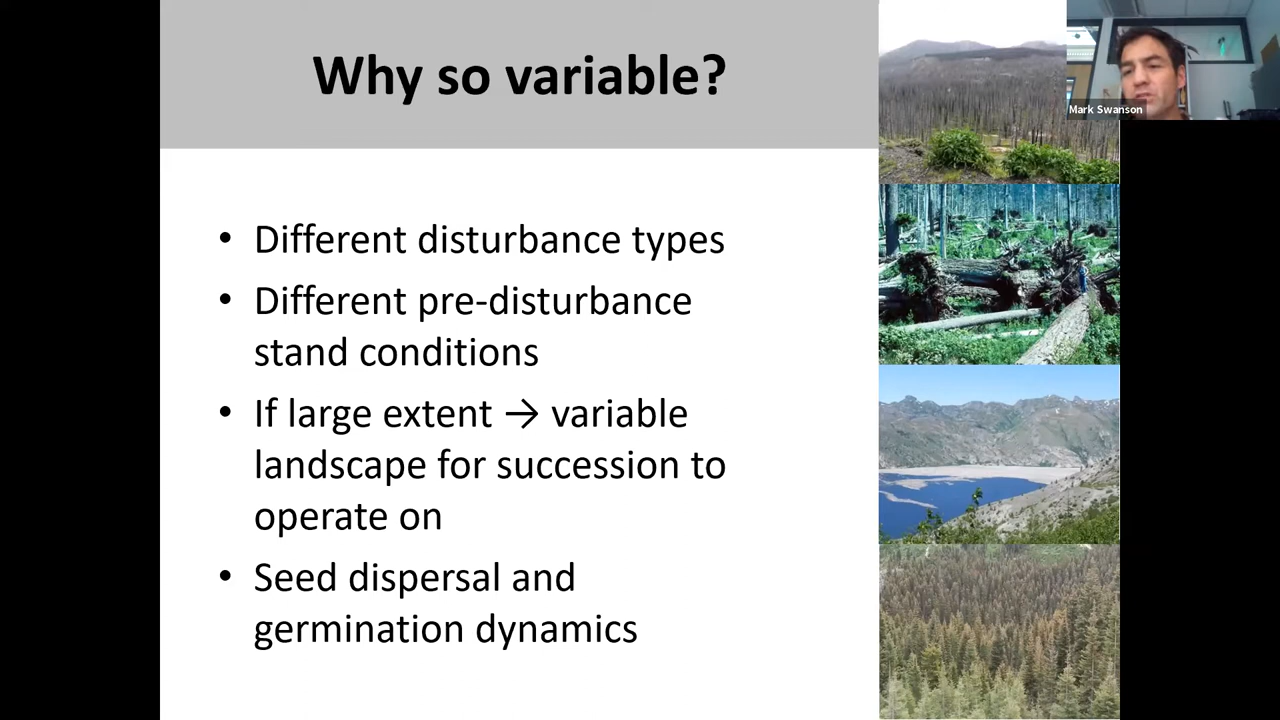 Why so variable?
Mark Swanson
• Different disturbance types
• Different pre-disturbance
stand conditions
• If large extent → variable
landscape for succession to
operate on
• Seed dispersal and
germination dynamics